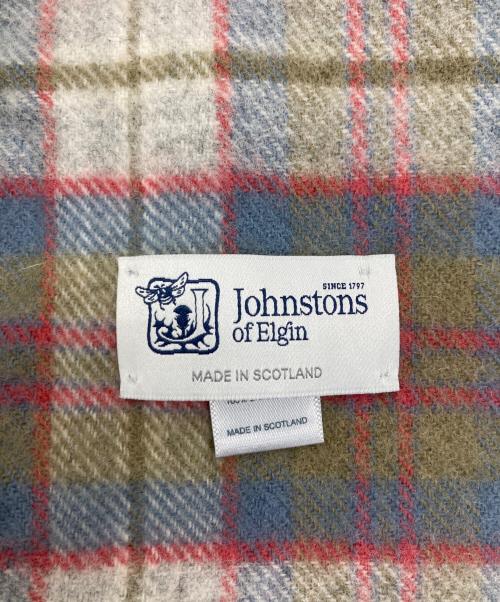 SINCE 1797
Johnstons
of Elgin
MADE IN SCOTLAND
MADE IN SCOTLAND